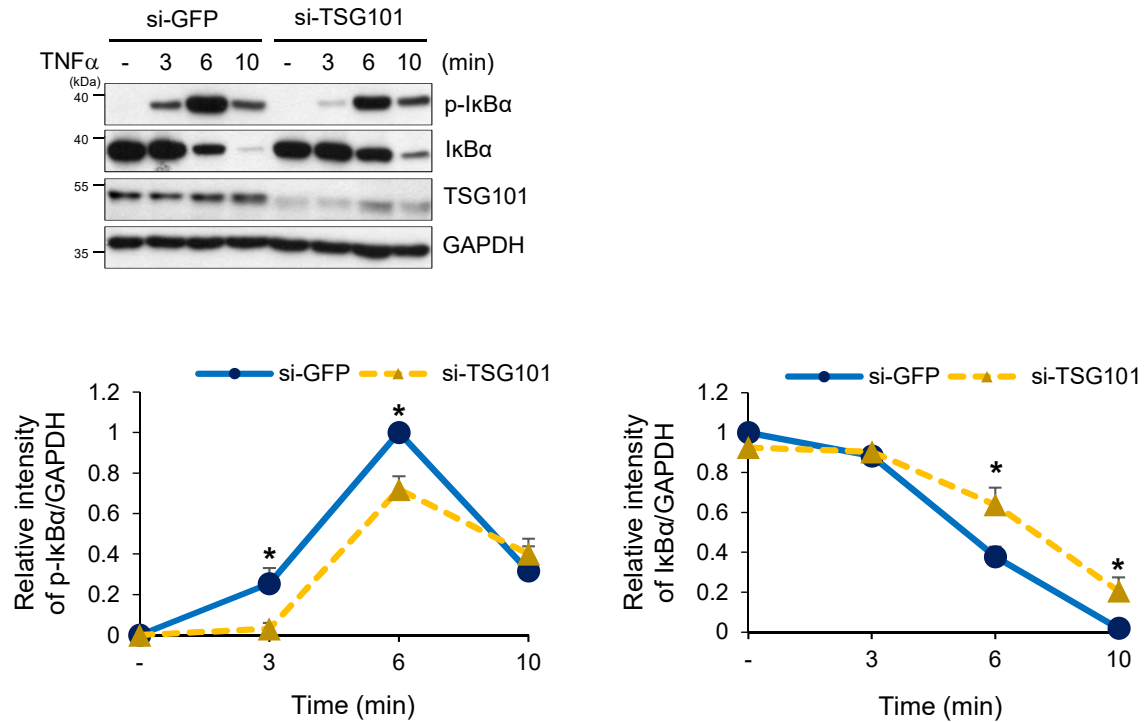 si-GFP si-TSG101
TNFα - 3 6 10 - 3 6 10 (min)
(kDa)
40 p-IκBα
40 IκBα
55 TSG101
35 GAPDH
si-GFP si-TSG101
Relative intensity
of p-IκBα/GAPDH
1.2
1
0.8
0.6
0.4
0.2
0
* *
- 3 6 10
Time (min)
si-GFP si-TSG101
Relative intensity
of IκBα/GAPDH
1.2
1
0.8
0.6
0.4
0.2
0
* *
- 3 6 10
Time (min)